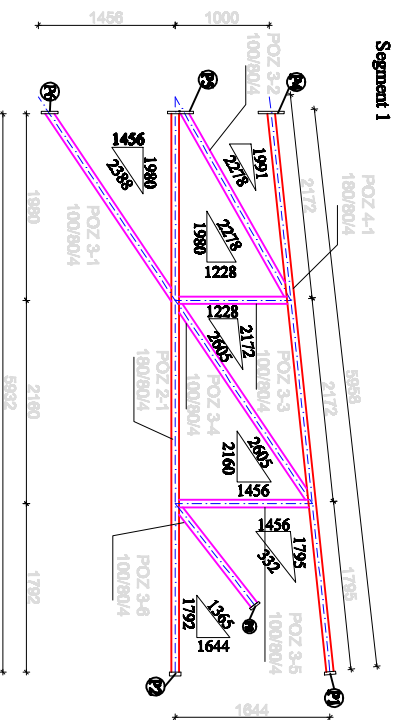 Segment 1
1456
1000
P6
P5
P4
POZ 3-2
100/80/4
2172
POZ 4-1
180/80/4
5958
1456
1980
2388
1991
2278
2278
1980
1228
1980
POZ 3-1
100/80/4
1228
2172
2605
POZ 3-3
100/80/4
2172
5932
2160
POZ 2-1
180/80/4
POZ 3-4
100/80/4
2605
2160
1456
1456
1795
332
1795
1792
POZ 3-6
100/80/4
POZ 3-5
100/80/4
1365
1792
1644
P2
P1
1644